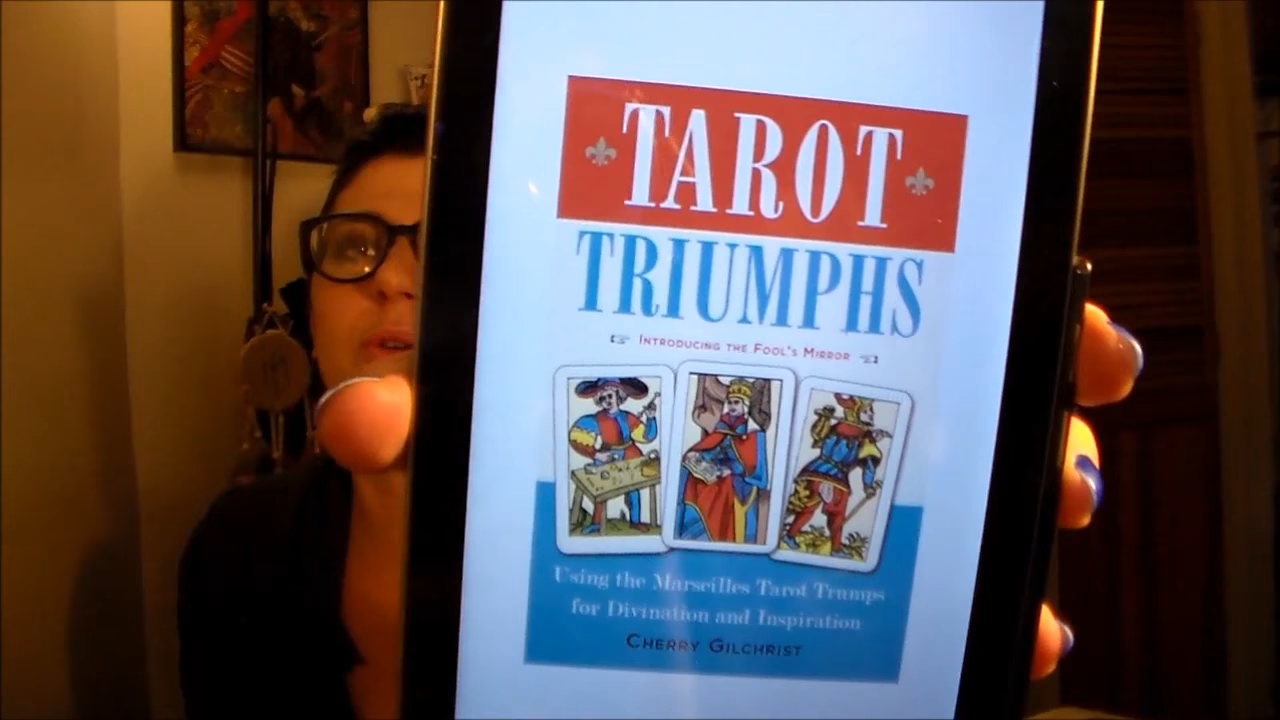 TAROT
TRIUMPHS
INTRODUCING THE FOOL'S MIRROR
Using the Marseilles Tarot Trumps
for Divination and Inspiration
CHERRY GILCHRIST